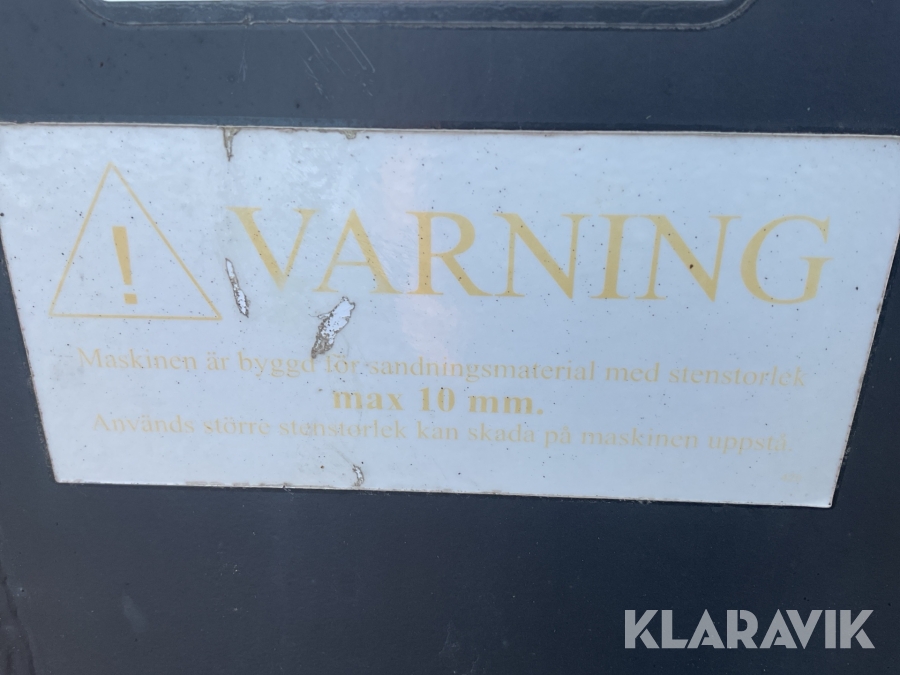 VARNING
Maskinen är byggd för sandningsmaterial med stenstorlek
max 10 mm.
Används större stenstorlek kan skada på maskinen uppstå.
KLARAVIK